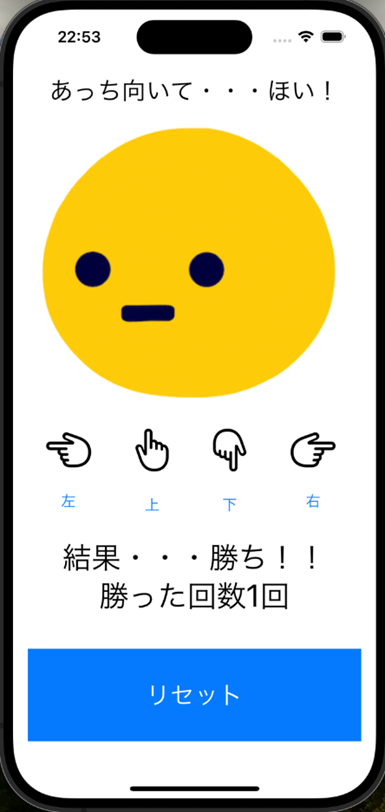 22:53
あっち向いて・・・ほい！
左
上
下
右
結果・・・勝ち！！
勝った回数1回
リセット